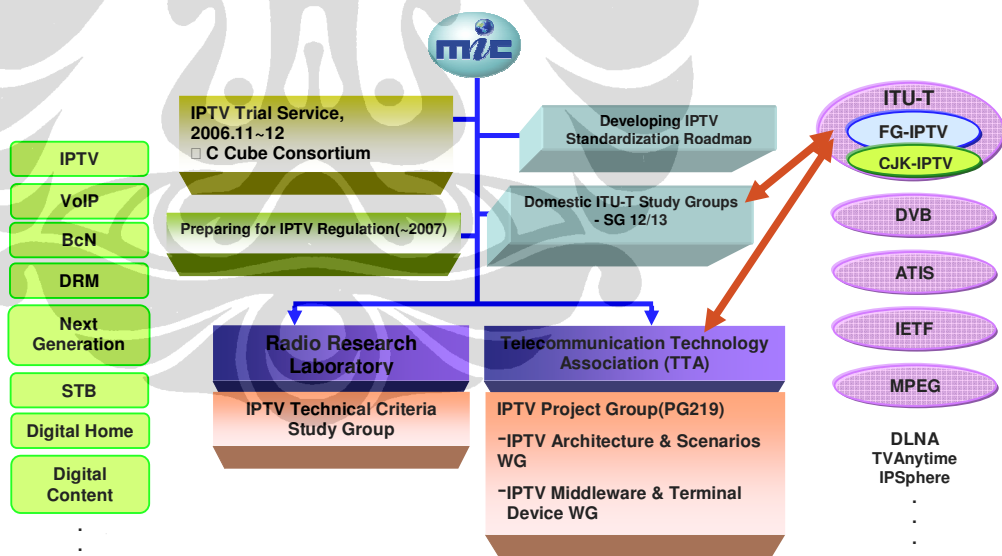 mic
IPTV Trial Service,
2006.11~12
□ C Cube Consortium
Developing IPTV
Standardization Roadmap
Preparing for IPTV Regulation(~2007)
Domestic ITU-T Study Groups
- SG 12/13
Radio Research
Laboratory
IPTV Technical Criteria
Study Group
Telecommunication Technology
Association (TTA)
IPTV Project Group(PG219)
-IPTV Architecture & Scenarios
WG
-IPTV Middleware & Terminal
Device WG
IPTV
VoIP
BcN
DRM
Next
Generation
STB
Digital Home
Digital
Content
.
.
ITU-T
FG-IPTV
CJK-IPTV
DVB
ATIS
IETF
MPEG
DLNA
TVAnytime
IPSphere
.
.
.